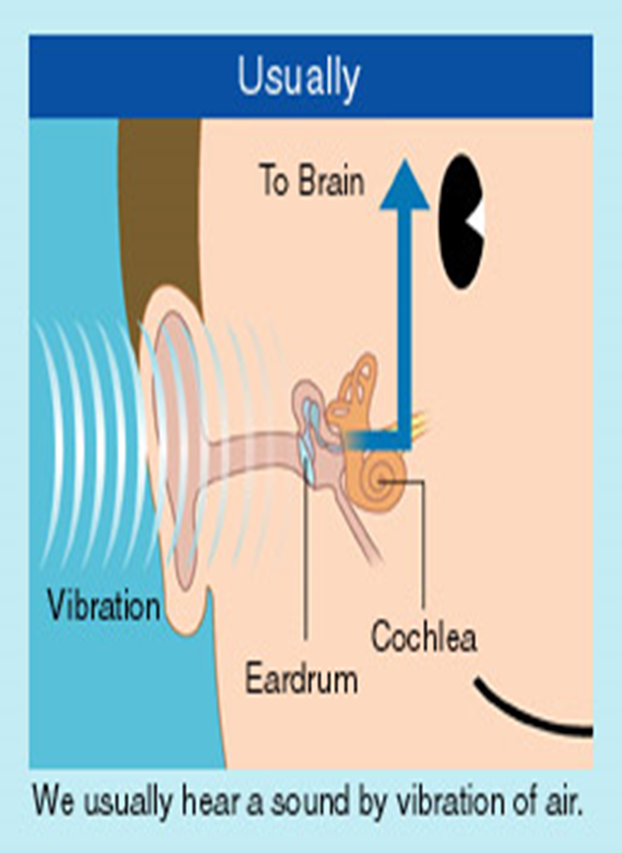 Usually
To Brain
Vibration
Cochlea
Eardrum
We usually hear a sound by vibration of air.